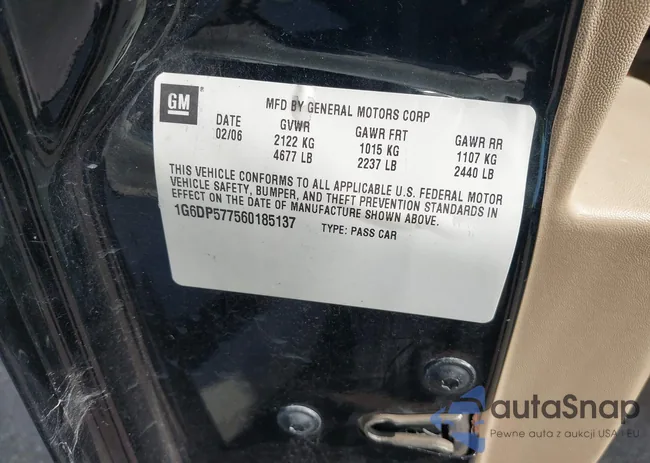 GM
MFD BY GENERAL MOTORS CORP
DATE GVWR GAWR FRT GAWR RR
02/06 2122 KG 1015 KG 1107 KG
4677 LB 2237 LB 2440 LB
THIS VEHICLE CONFORMS TO ALL APPLICABLE U.S. FEDERAL MOTOR
VEHICLE SAFETY, BUMPER, AND THEFT PREVENTION STANDARDS IN
EFFECT ON THE DATE OF MANUFACTURE SHOWN ABOVE.
1G6DP577560185137 TYPE: PASS CAR
autaSnap
Pewne auta z aukcji USA i EU